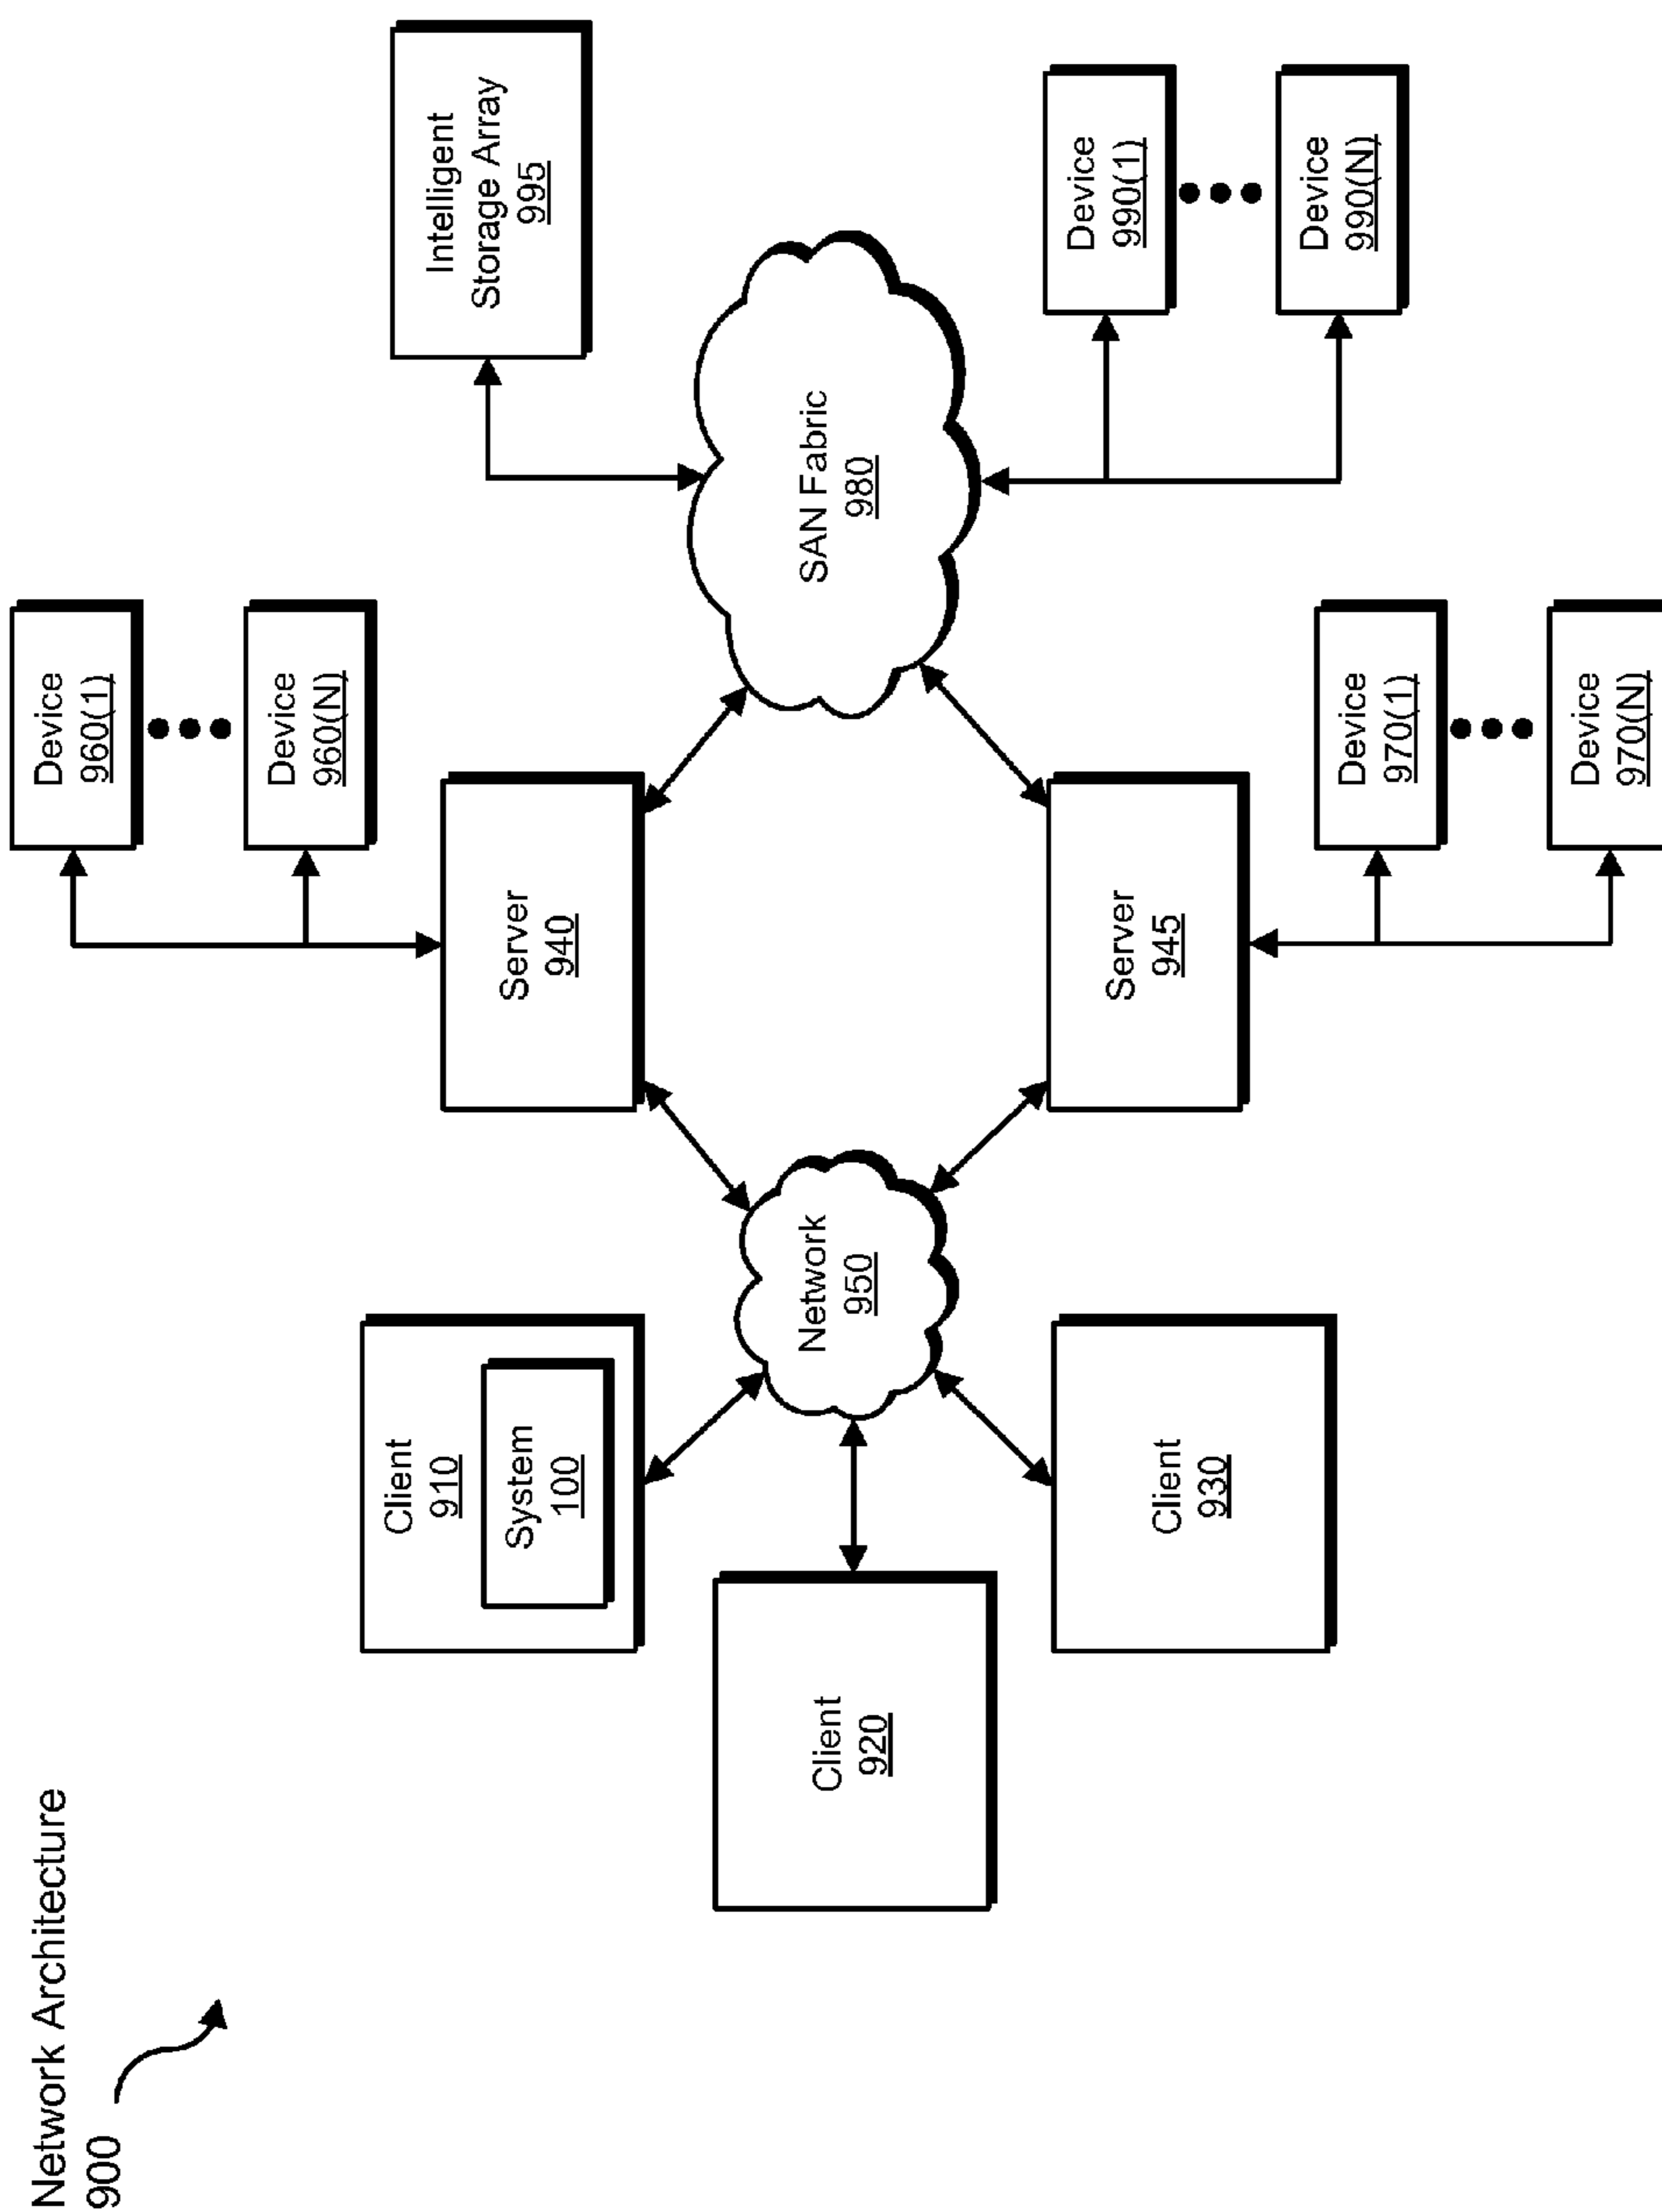 Network Architecture
900
Client
910
System
100
Client
920
Client
930
Network
950
Server
940
Server
945
Device
960(1)
Device
960(N)
Device
970(1)
Device
970(N)
SAN Fabric
980
Intelligent
Storage Array
995
Device
990(1)
Device
990(N)